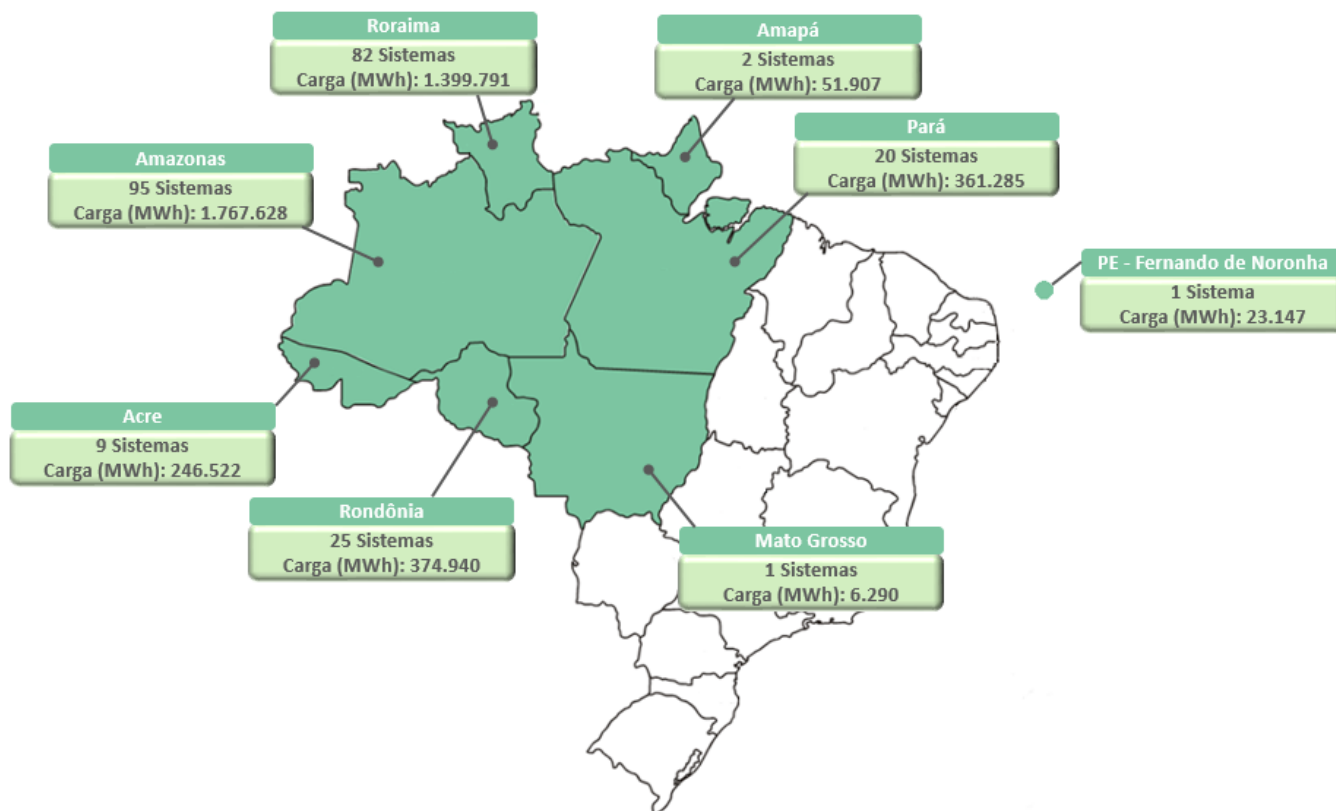 Roraima
82 Sistemas
Carga (MWh): 1.399.791
Amapá
2 Sistemas
Carga (MWh): 51.907
Pará
20 Sistemas
Carga (MWh): 361.285
Amazonas
95 Sistemas
Carga (MWh): 1.767.628
PE - Fernando de Noronha
1 Sistema
Carga (MWh): 23.147
Acre
9 Sistemas
Carga (MWh): 246.522
Rondônia
25 Sistemas
Carga (MWh): 374.940
Mato Grosso
1 Sistemas
Carga (MWh): 6.290